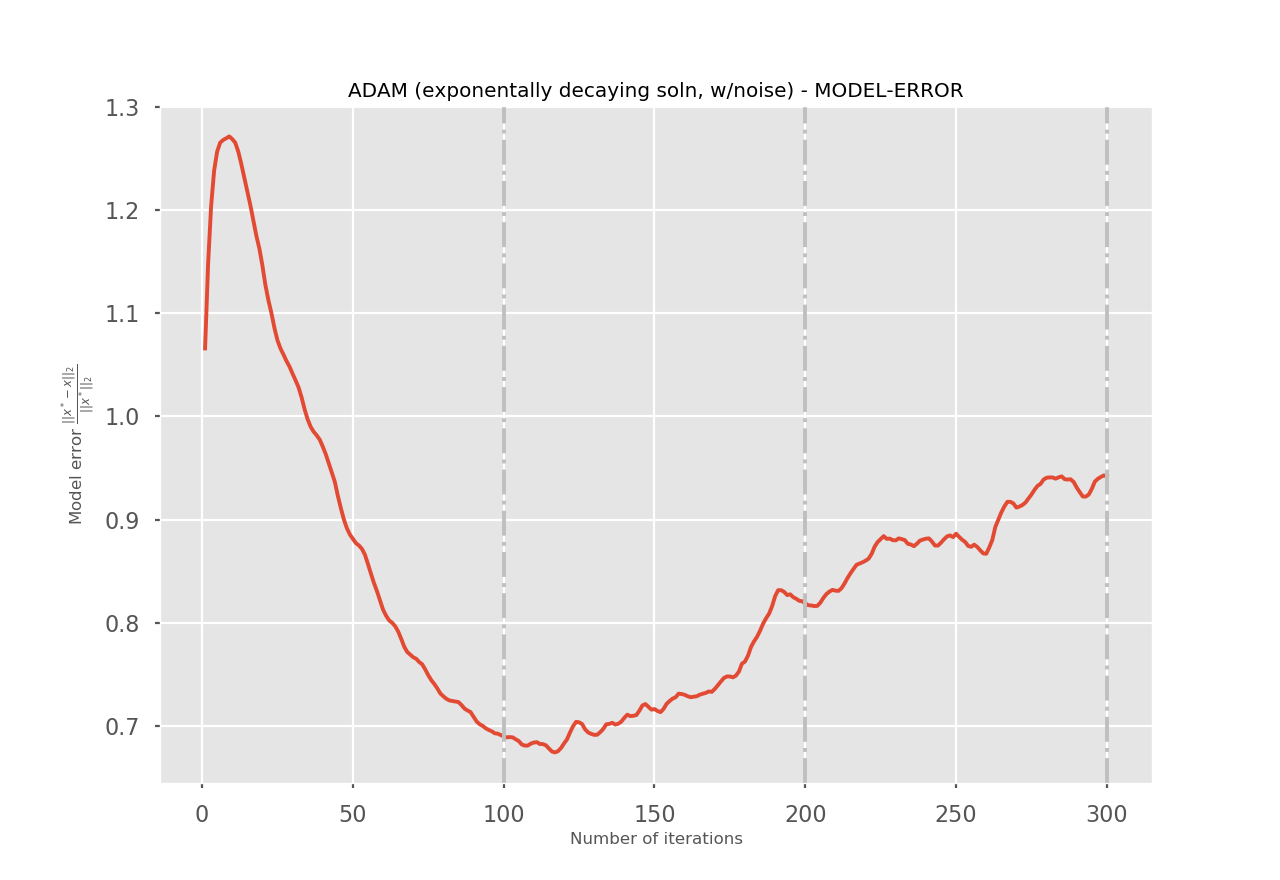 ADAM (exponentially decaying soln, w/noise) - MODEL-ERROR
1.3
1.2
1.1
1.0
0.9
0.8
0.7
Model error ||x* − x||₂ / ||x*||₂
0 50 100 150 200 250 300
Number of iterations